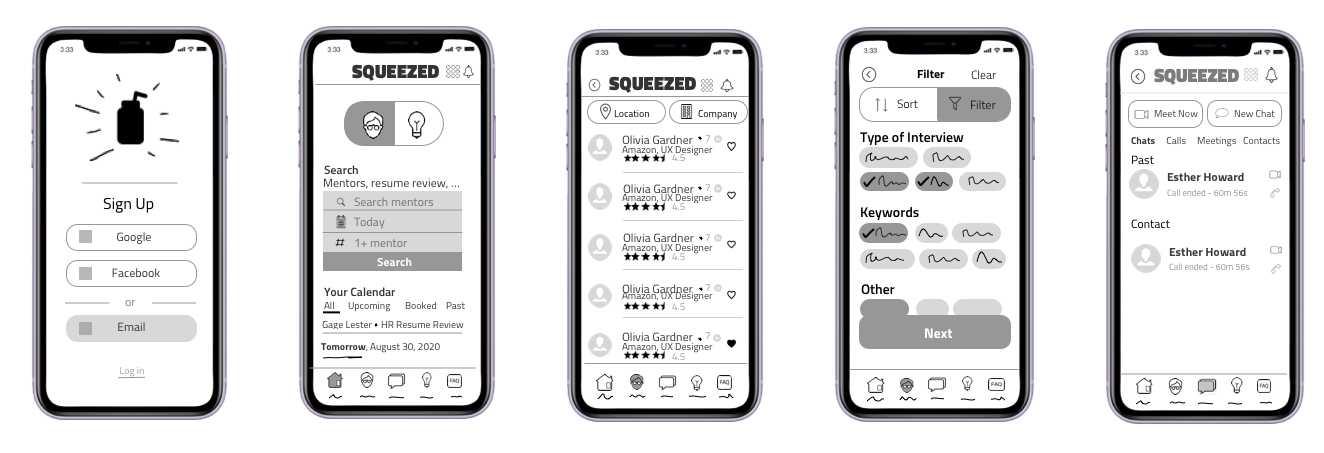 3:33
Sign Up
Google
Facebook
or
Email
Log in
3:33
SQUEEZED
Search
Mentors, resume review, ...
Search mentors
Today
1+ mentor
Search
Your Calendar
All Upcoming Booked Past
Gage Lester • HR Resume Review
Tomorrow, August 30, 2020
FAQ
3:33
SQUEEZED
Location Company
Olivia Gardner 7
Amazon, UX Designer
4.5
Olivia Gardner 7
Amazon, UX Designer
4.5
Olivia Gardner 7
Amazon, UX Designer
4.5
Olivia Gardner 7
Amazon, UX Designer
4.5
Olivia Gardner 7
Amazon, UX Designer
4.5
FAQ
3:33
Filter Clear
Sort Filter
Type of Interview
Keywords
Other
Next
FAQ
3:33
SQUEEZED
Meet Now New Chat
Chats Calls Meetings Contacts
Past
Esther Howard
Call ended - 60m 56s
Contact
Esther Howard
Call ended - 60m 56s
FAQ